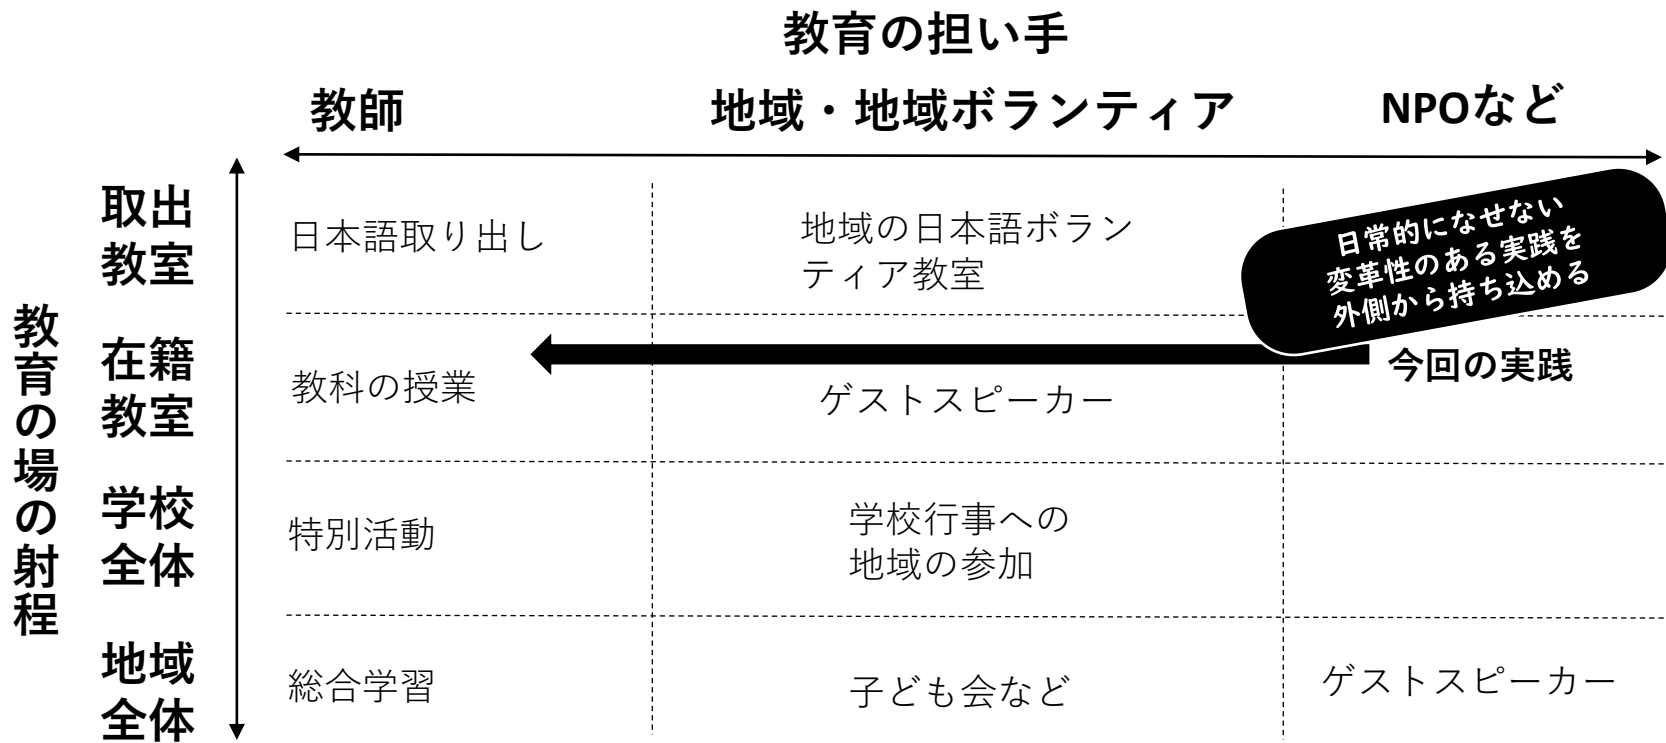 教育の担い手
教師
地域・地域ボランティア
NPOなど
教育の場の射程
取出
教室
日本語取り出し
地域の日本語ボラン
ティア教室
日常的になせない
変革性のある実践を
外側から持ち込める
在籍
教室
教科の授業
ゲストスピーカー
今回の実践
学校
全体
特別活動
学校行事への
地域の参加
地域
全体
総合学習
子ども会など
ゲストスピーカー